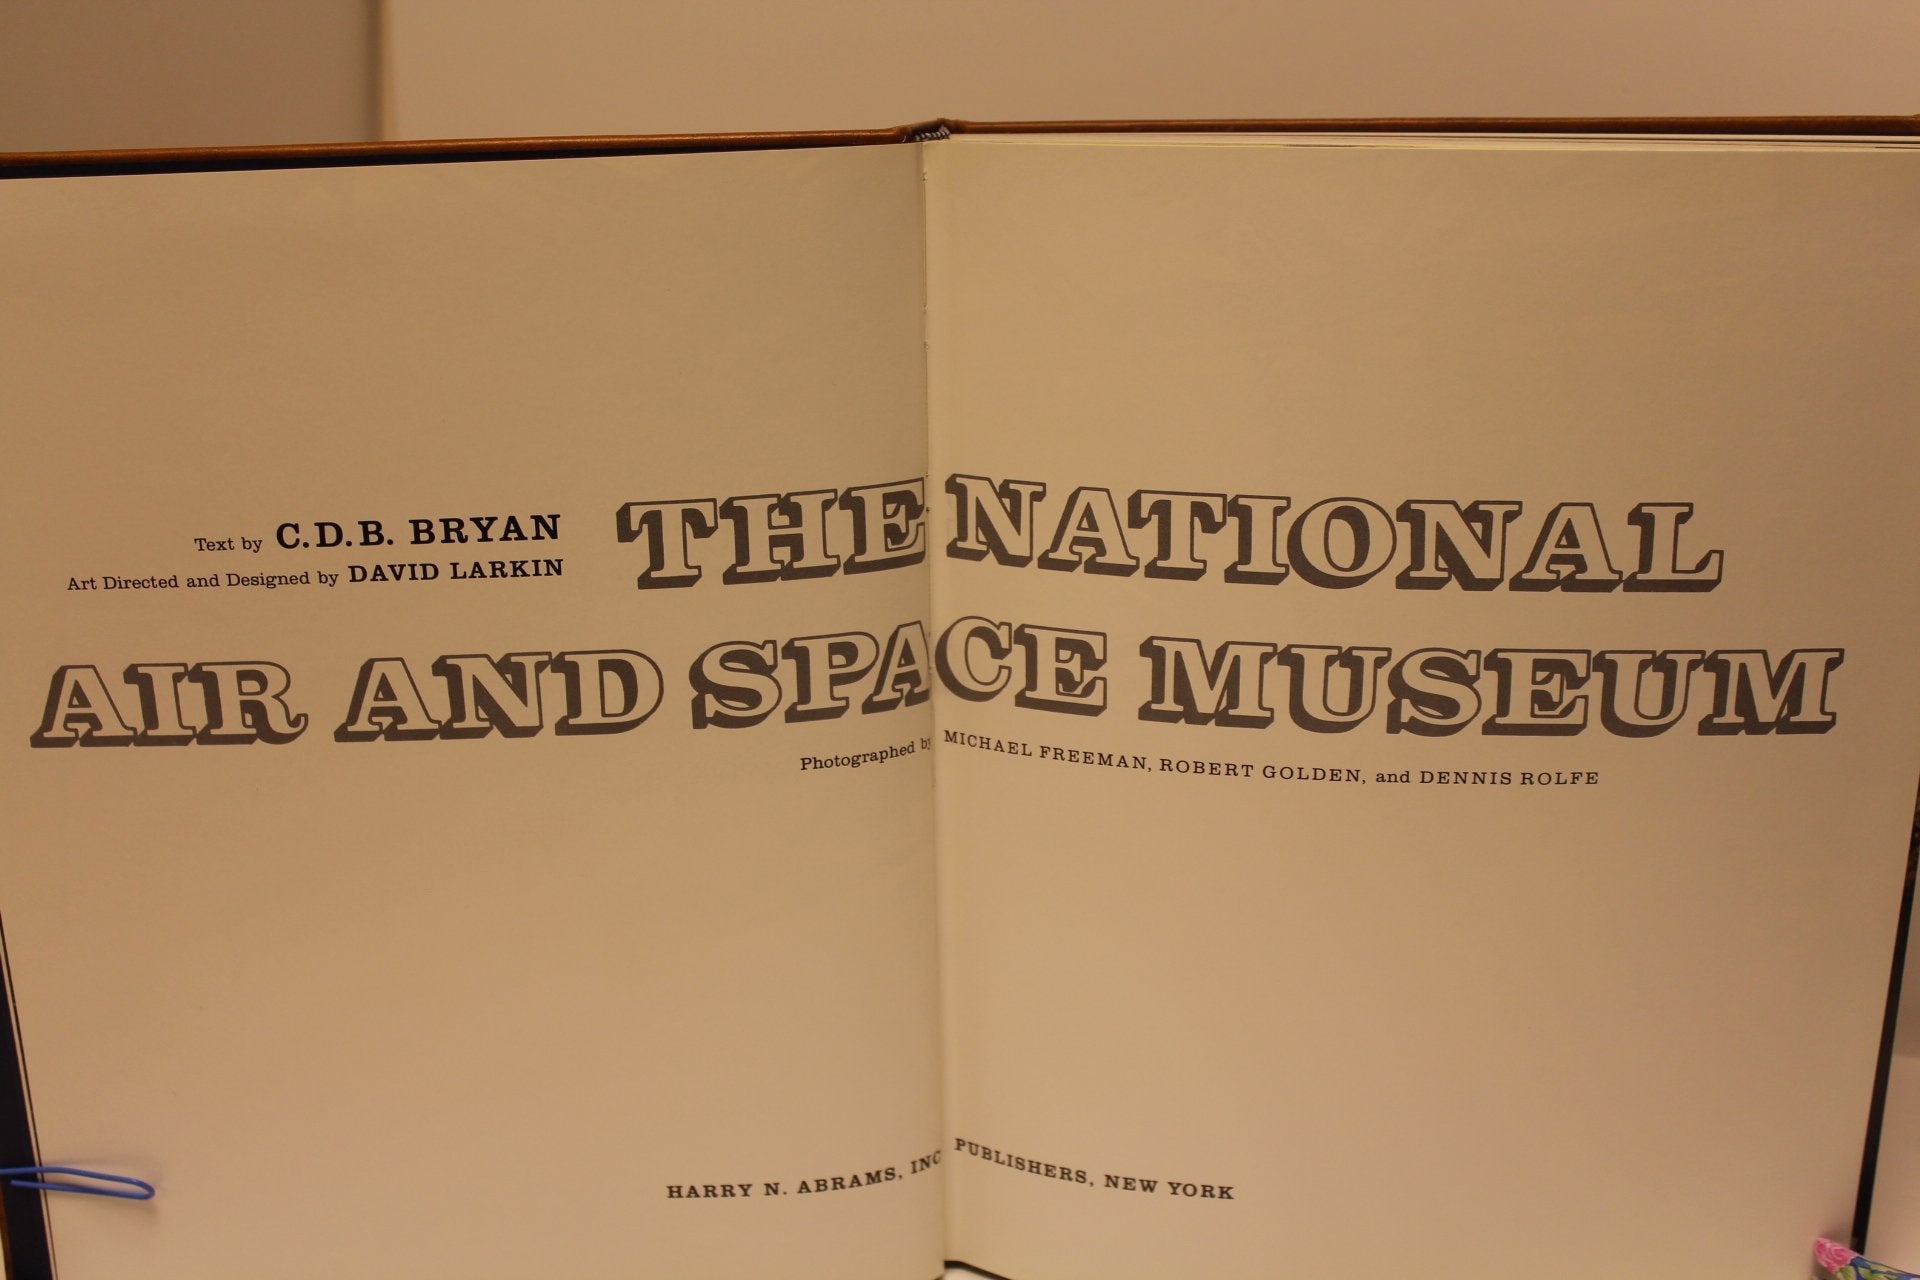 Text by C.D.B. BRYAN
Art Directed and Designed by DAVID LARKIN
THE NATIONAL
AIR AND SPACE MUSEUM
Photographed by MICHAEL FREEMAN, ROBERT GOLDEN, and DENNIS ROLFE
HARRY N. ABRAMS, INC PUBLISHERS, NEW YORK